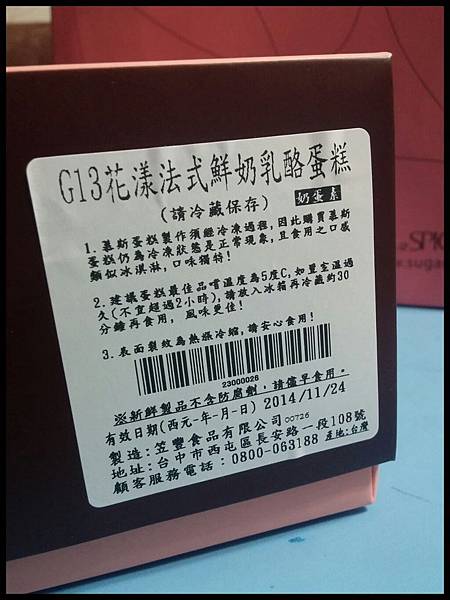 G13花漾法式鮮奶乳酪蛋糕
(請冷藏保存) 奶蛋素
1. 慕斯蛋糕製作須經冷凍過程,因此購買慕斯
蛋糕仍為冷凍狀態是正常現象,且食用之口感
類似冰淇淋,口味獨特!
2. 建議蛋糕最佳品嚐溫度為5度C,如置室溫過
久(不宜超過2小時),請放入冰箱再冷藏約30
分鐘再食用, 風味更佳!
3. 表面裂紋為熱漲冷縮,請安心食用!
23000026
※新鮮製品不含防腐劑,請儘早食用。
有效日期(西元-年-月-日) 2014/11/24
製造:笠豐食品有限公司 00726
地址:台中市西屯區長安路一段108號
顧客服務電話:0800-063188 產地:台灣